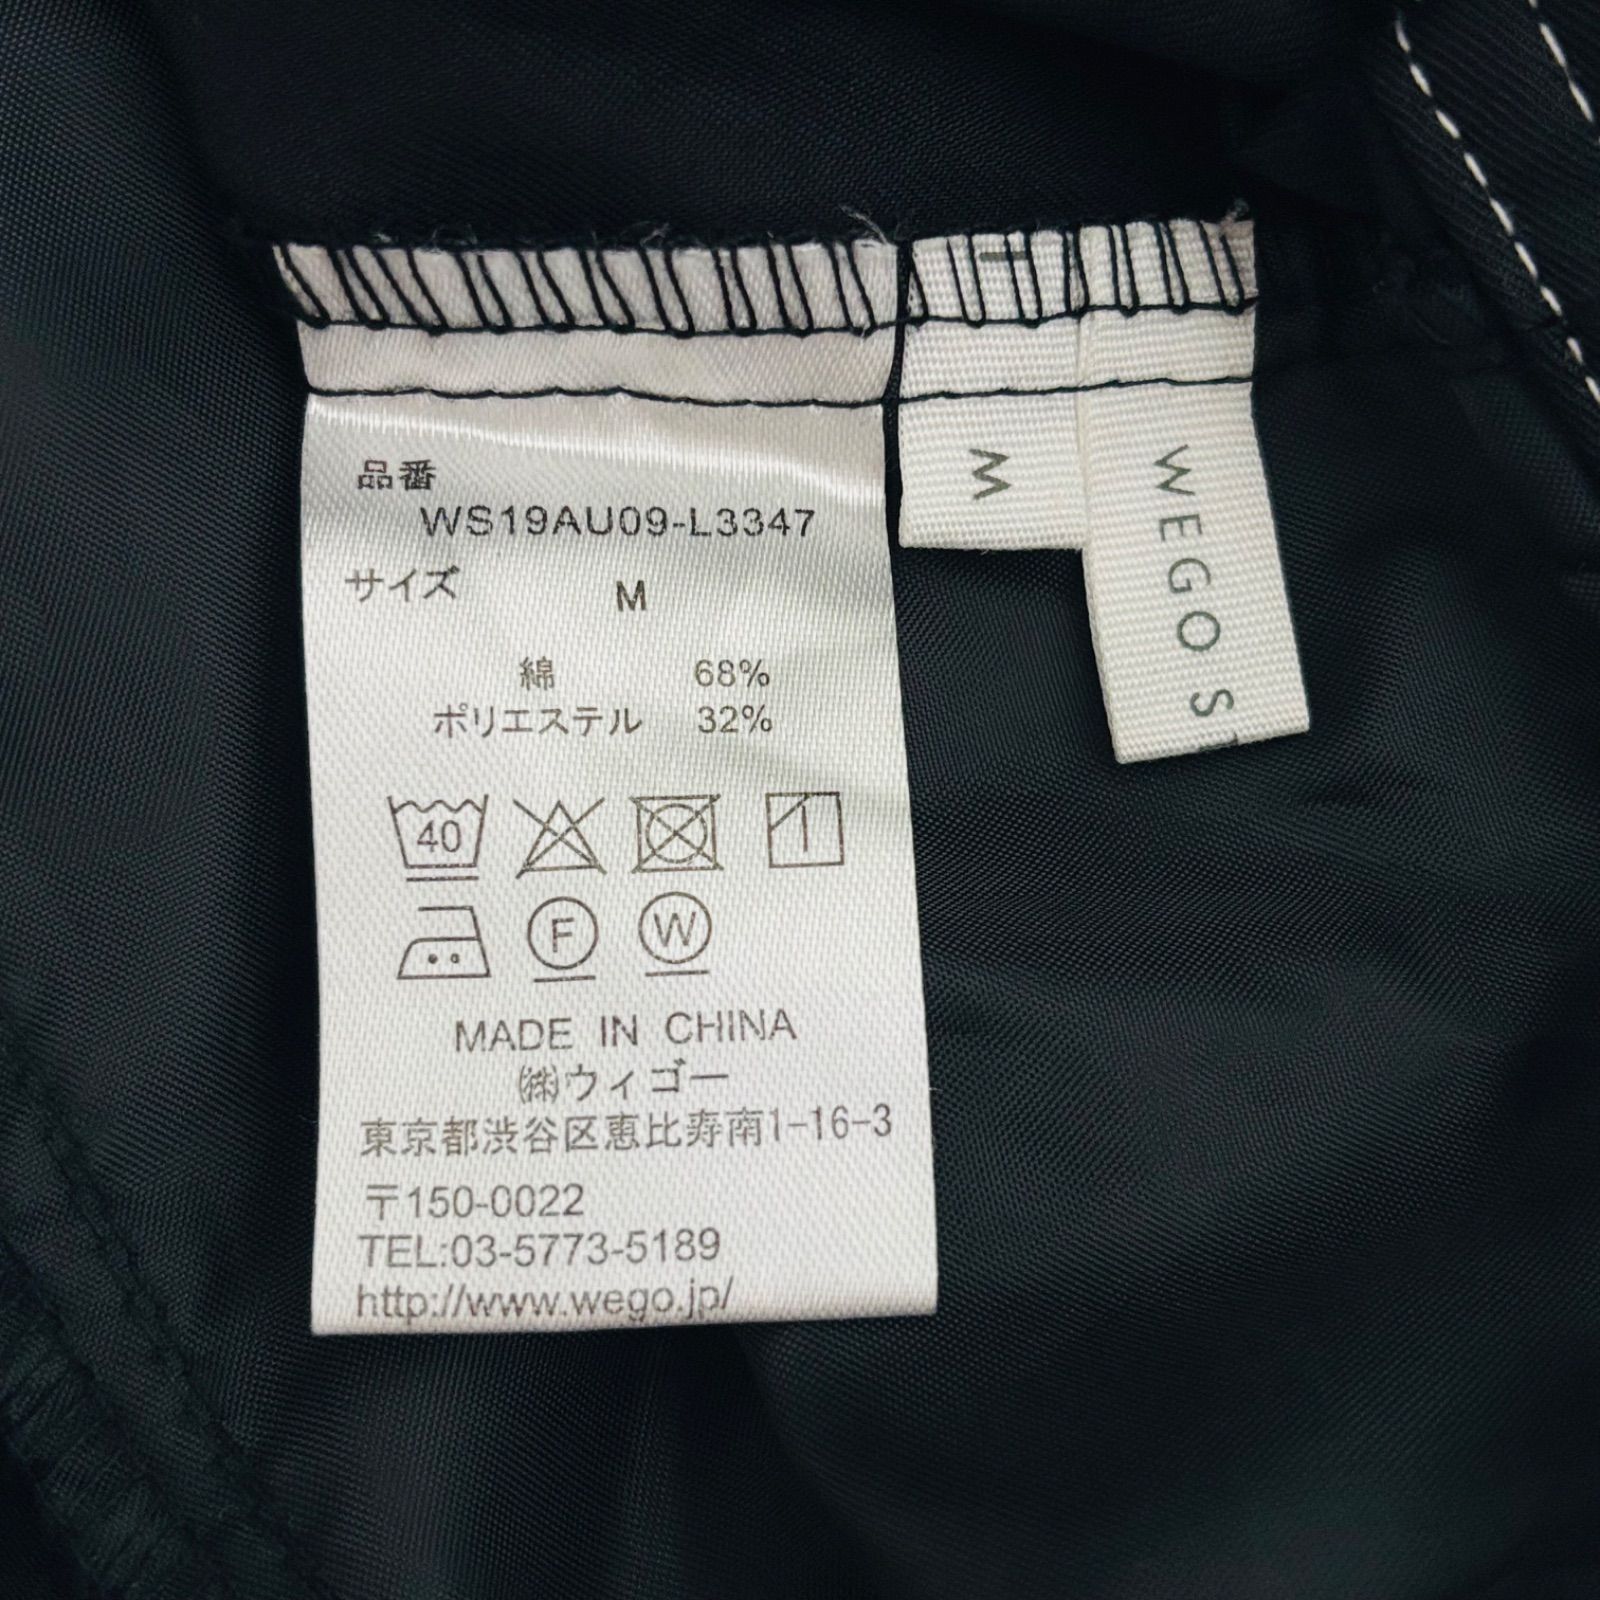 品番
WS19AU09-L3347
サイズ M
綿 68%
ポリエステル 32%
40
F W
MADE IN CHINA
㈱ウィゴー
東京都渋谷区恵比寿南1-16-3
〒150-0022
TEL:03-5773-5189
http://www.wego.jp/
M
WEGO